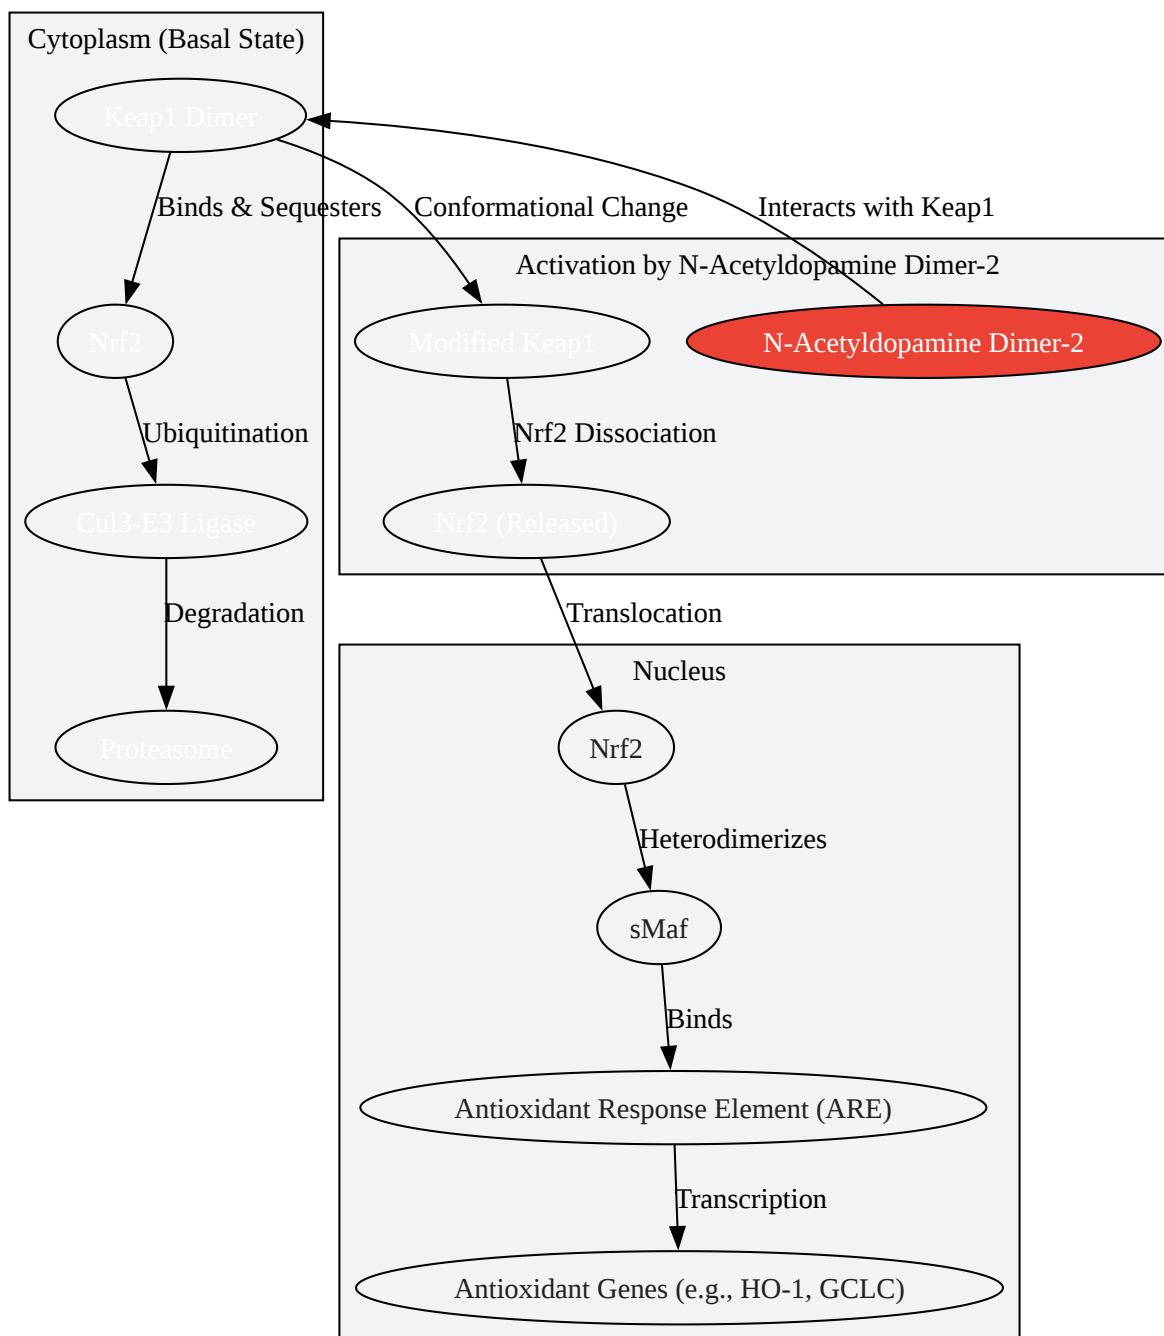 Cytoplasm (Basal State)
Keap1 Dimer
Binds & Sequesters
Conformational Change
Interacts with Keap1
Activation by N-Acetyldopamine Dimer-2
Nrf2
Modified Keap1
N-Acetyldopamine Dimer-2
Ubiquitination
Nrf2 Dissociation
Cul3-E3 Ligase
Nrf2 (Released)
Degradation
Translocation
Nucleus
Proteasome
Nrf2
Heterodimerizes
sMaf
Binds
Antioxidant Response Element (ARE)
Transcription
Antioxidant Genes (e.g., HO-1, GCLC)